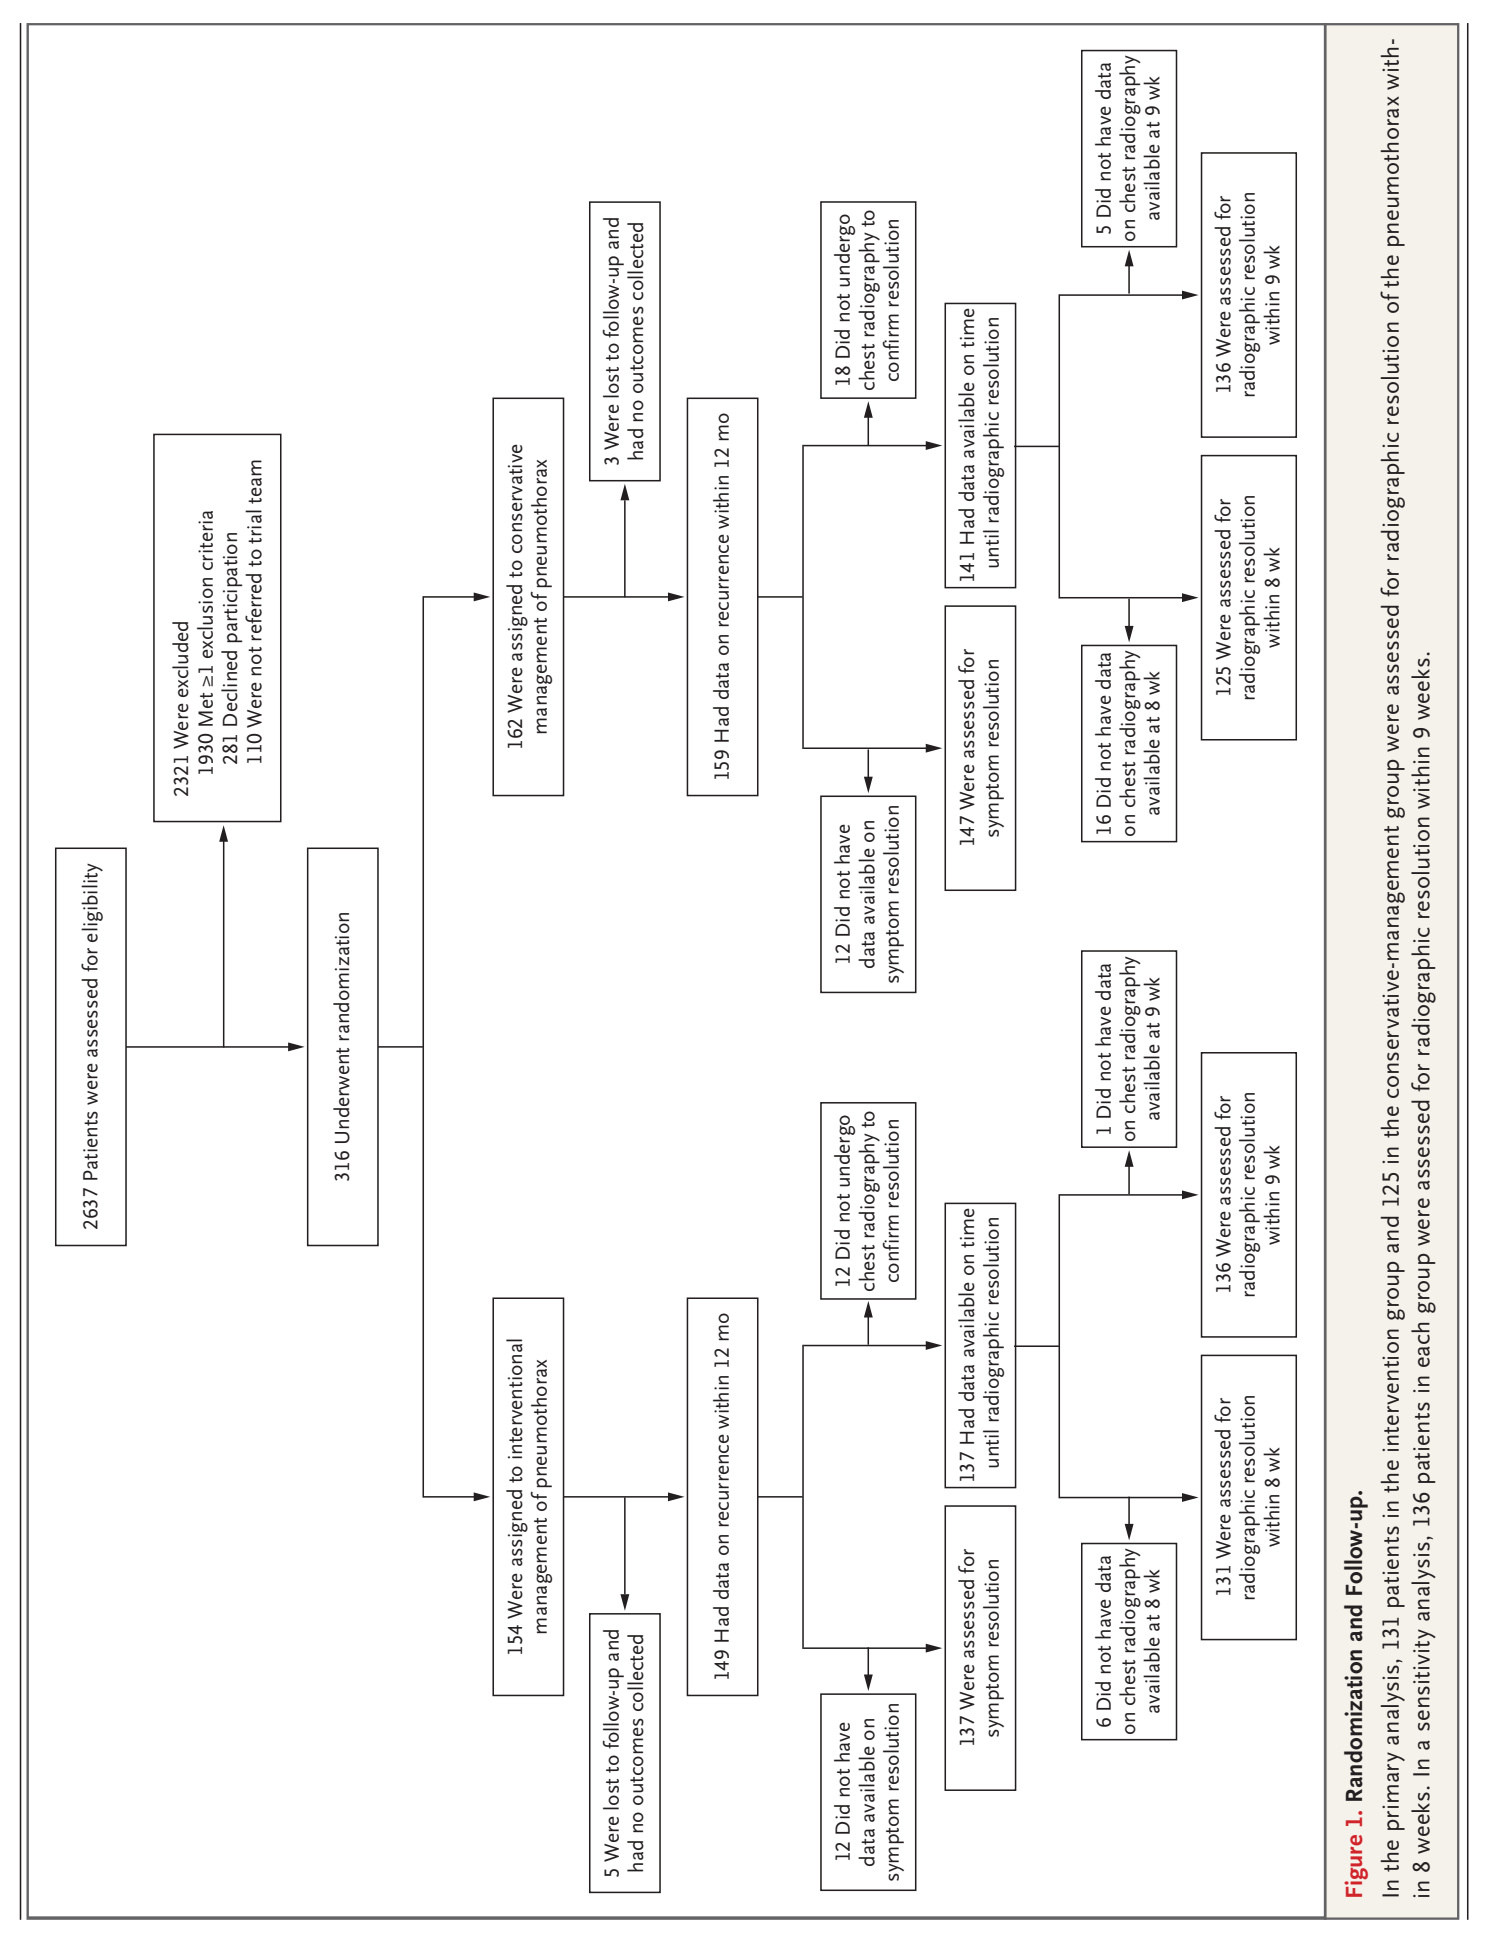 2637 Patients were assessed for eligibility
2321 Were excluded
1930 Met ≥1 exclusion criteria
281 Declined participation
110 Were not referred to trial team
316 Underwent randomization
154 Were assigned to interventional
management of pneumothorax
162 Were assigned to conservative
management of pneumothorax
5 Were lost to follow-up and
had no outcomes collected
3 Were lost to follow-up and
had no outcomes collected
149 Had data on recurrence within 12 mo
159 Had data on recurrence within 12 mo
12 Did not have
data available on
symptom resolution
12 Did not undergo
chest radiography to
confirm resolution
12 Did not have
data available on
symptom resolution
18 Did not undergo
chest radiography to
confirm resolution
137 Were assessed for
symptom resolution
137 Had data available on time
until radiographic resolution
147 Were assessed for
symptom resolution
141 Had data available on time
until radiographic resolution
6 Did not have data
on chest radiography
available at 8 wk
1 Did not have data
on chest radiography
available at 9 wk
16 Did not have data
on chest radiography
available at 8 wk
5 Did not have data
on chest radiography
available at 9 wk
131 Were assessed for
radiographic resolution
within 8 wk
136 Were assessed for
radiographic resolution
within 9 wk
125 Were assessed for
radiographic resolution
within 8 wk
136 Were assessed for
radiographic resolution
within 9 wk
Figure 1. Randomization and Follow-up.
In the primary analysis, 131 patients in the intervention group and 125 in the conservative-management group were assessed for radiographic resolution of the pneumothorax with-
in 8 weeks. In a sensitivity analysis, 136 patients in each group were assessed for radiographic resolution within 9 weeks.